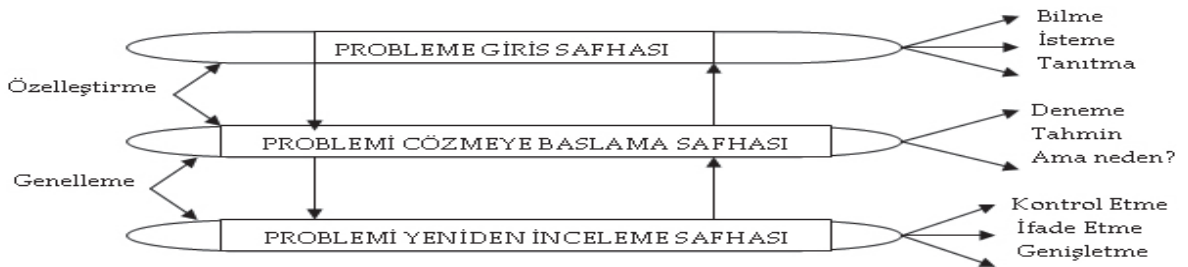 Bilme
PROBLEME GİRİS SAFHASI
İsteme
Tanıtma
Özelleştirme
Deneme
PROBLEMİ CÖZMEYE BASLAMA SAFHASI
Tahmin
Ama neden?
Genelleme
Kontrol Etme
PROBLEMİ YENİDEN İNCELEME SAFHASI
İfade Etme
Genişletme